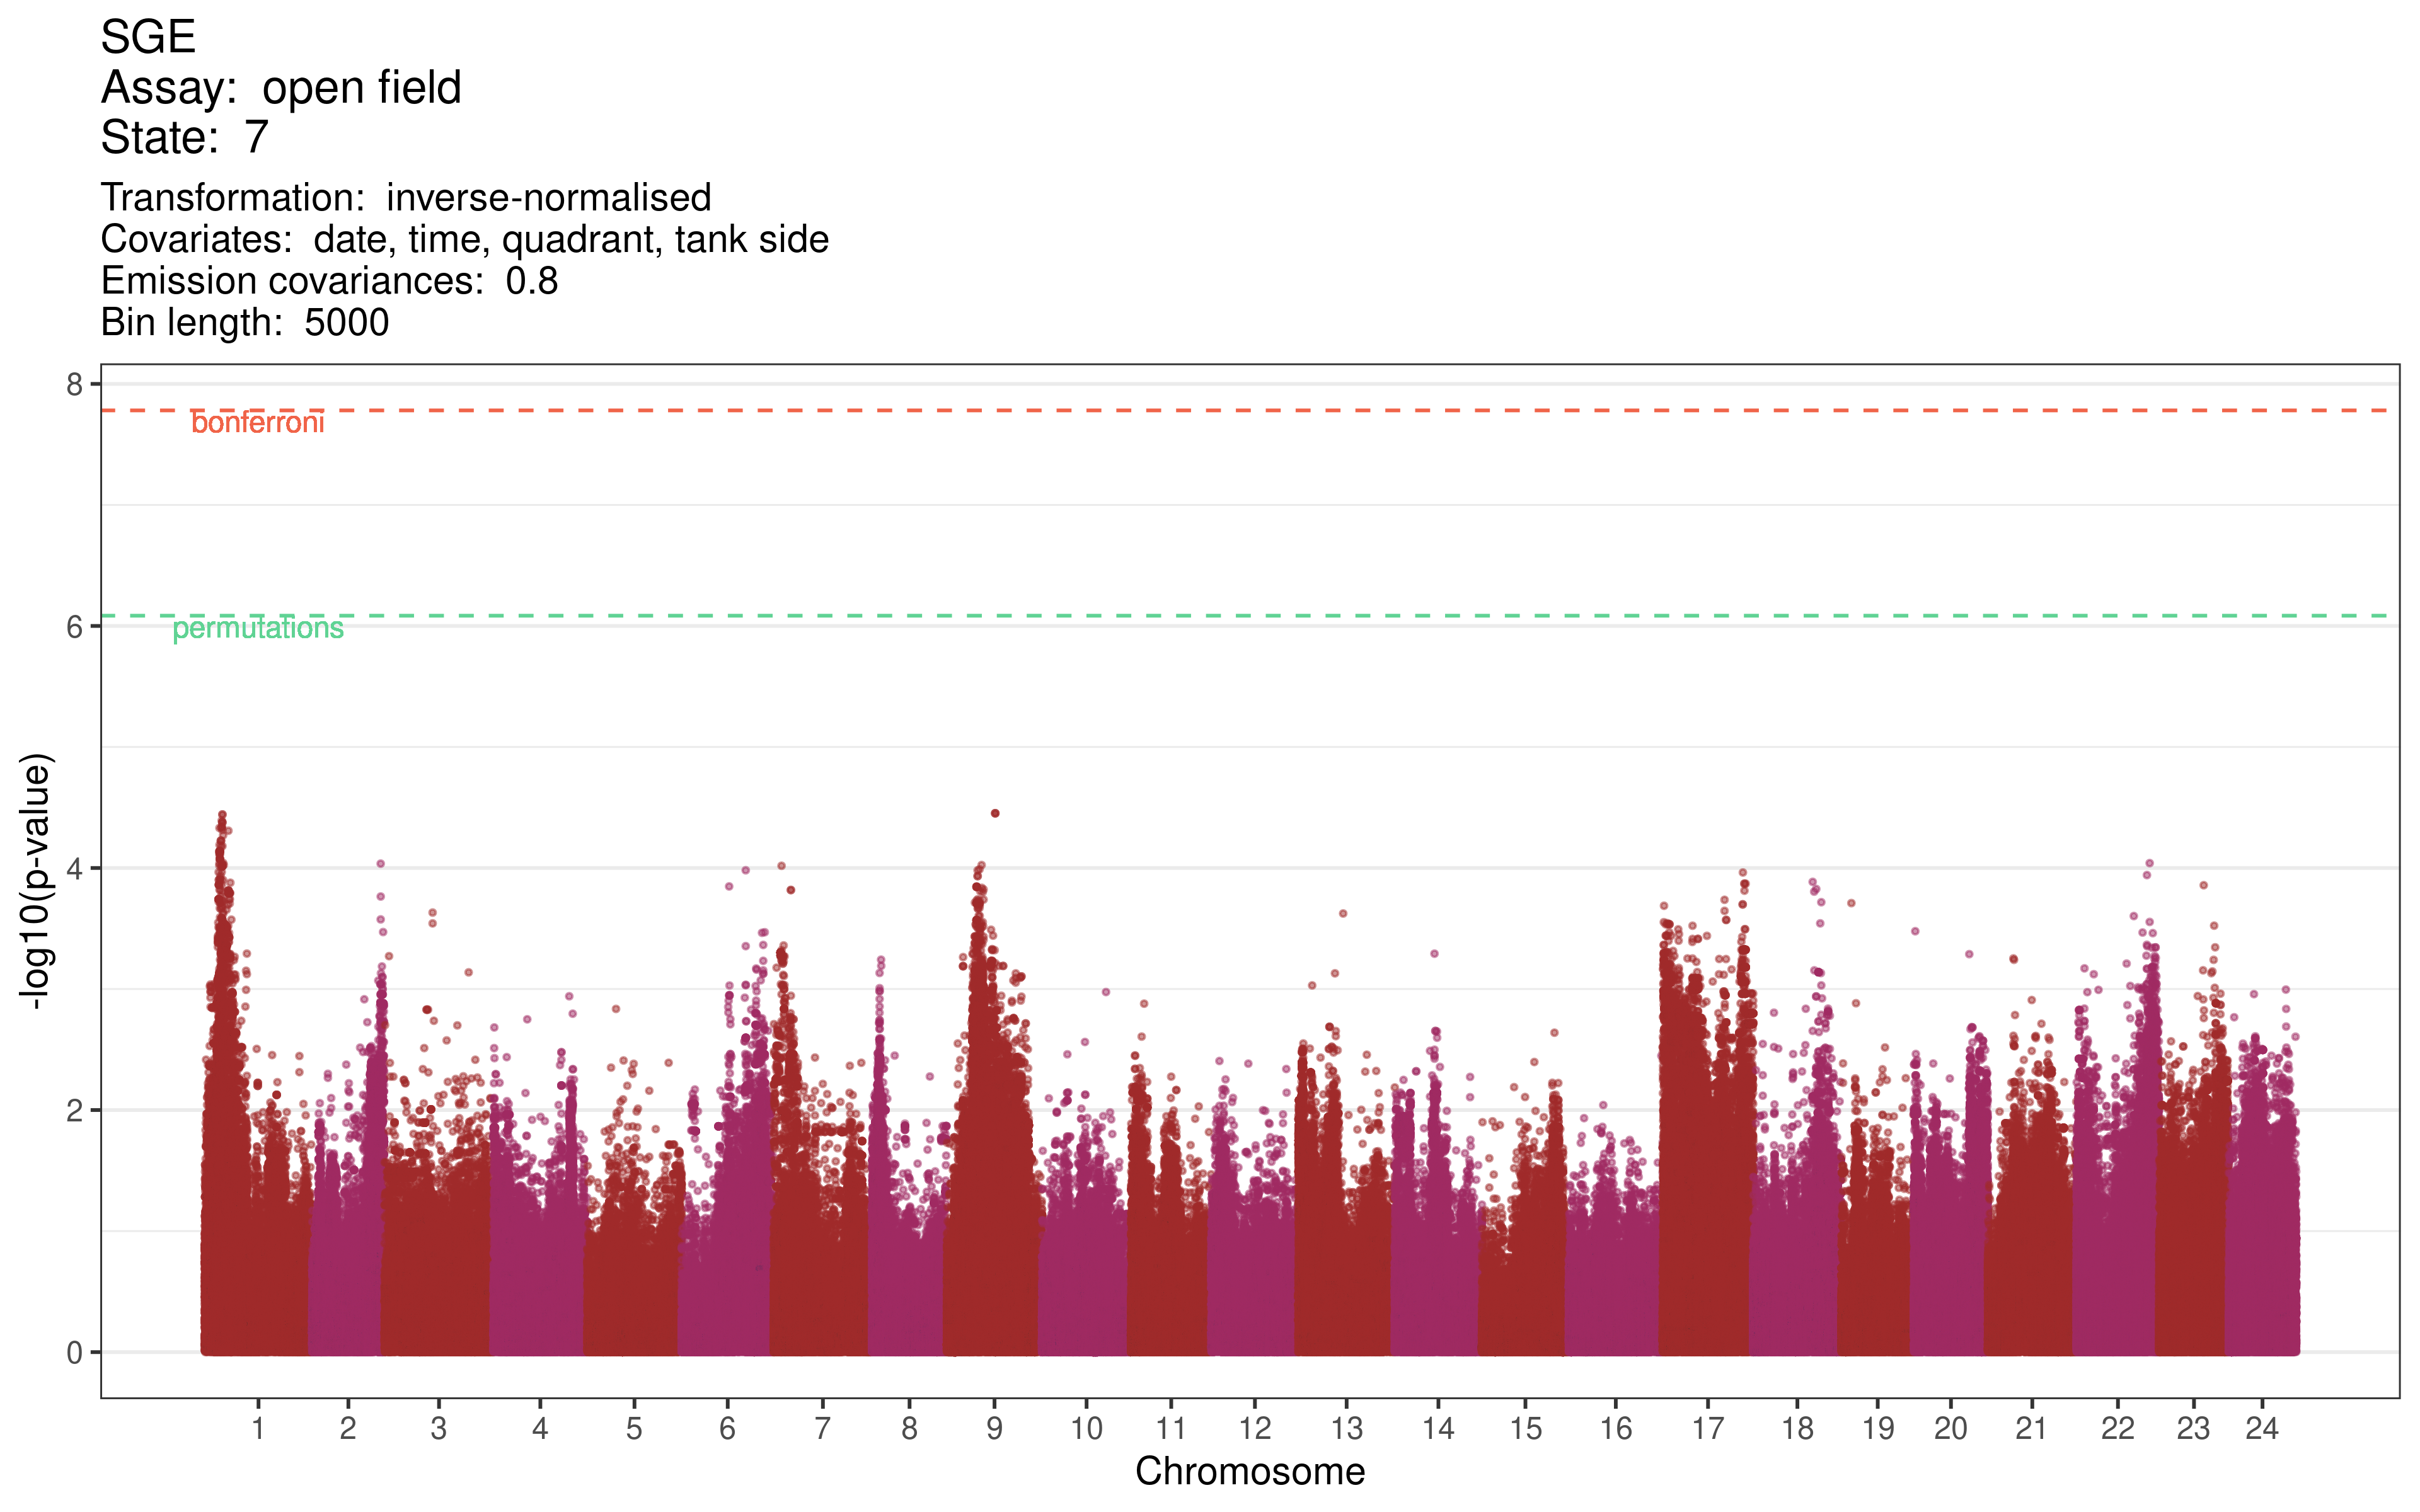 SGE
Assay:  open field
State:  7
Transformation:  inverse-normalised
Covariates:  date, time, quadrant, tank side
Emission covariances:  0.8
Bin length:  5000
8
bonferroni
6
permutations
4
2
0
-log10(p-value)
1 2 3 4 5 6 7 8 9 10 11 12 13 14 15 16 17 18 19 20 21 22 23 24
Chromosome